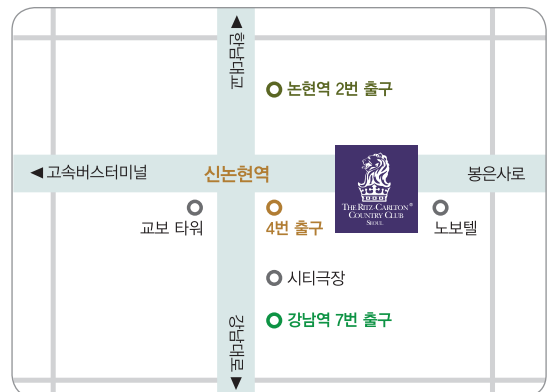 한남대교
논현역 2번 출구
고속버스터미널
신논현역
봉은사로
THE RITZ-CARLTON®
COUNTRY CLUB
SEOUL
교보 타워
4번 출구
노보텔
시티극장
강남역 7번 출구
강남대로